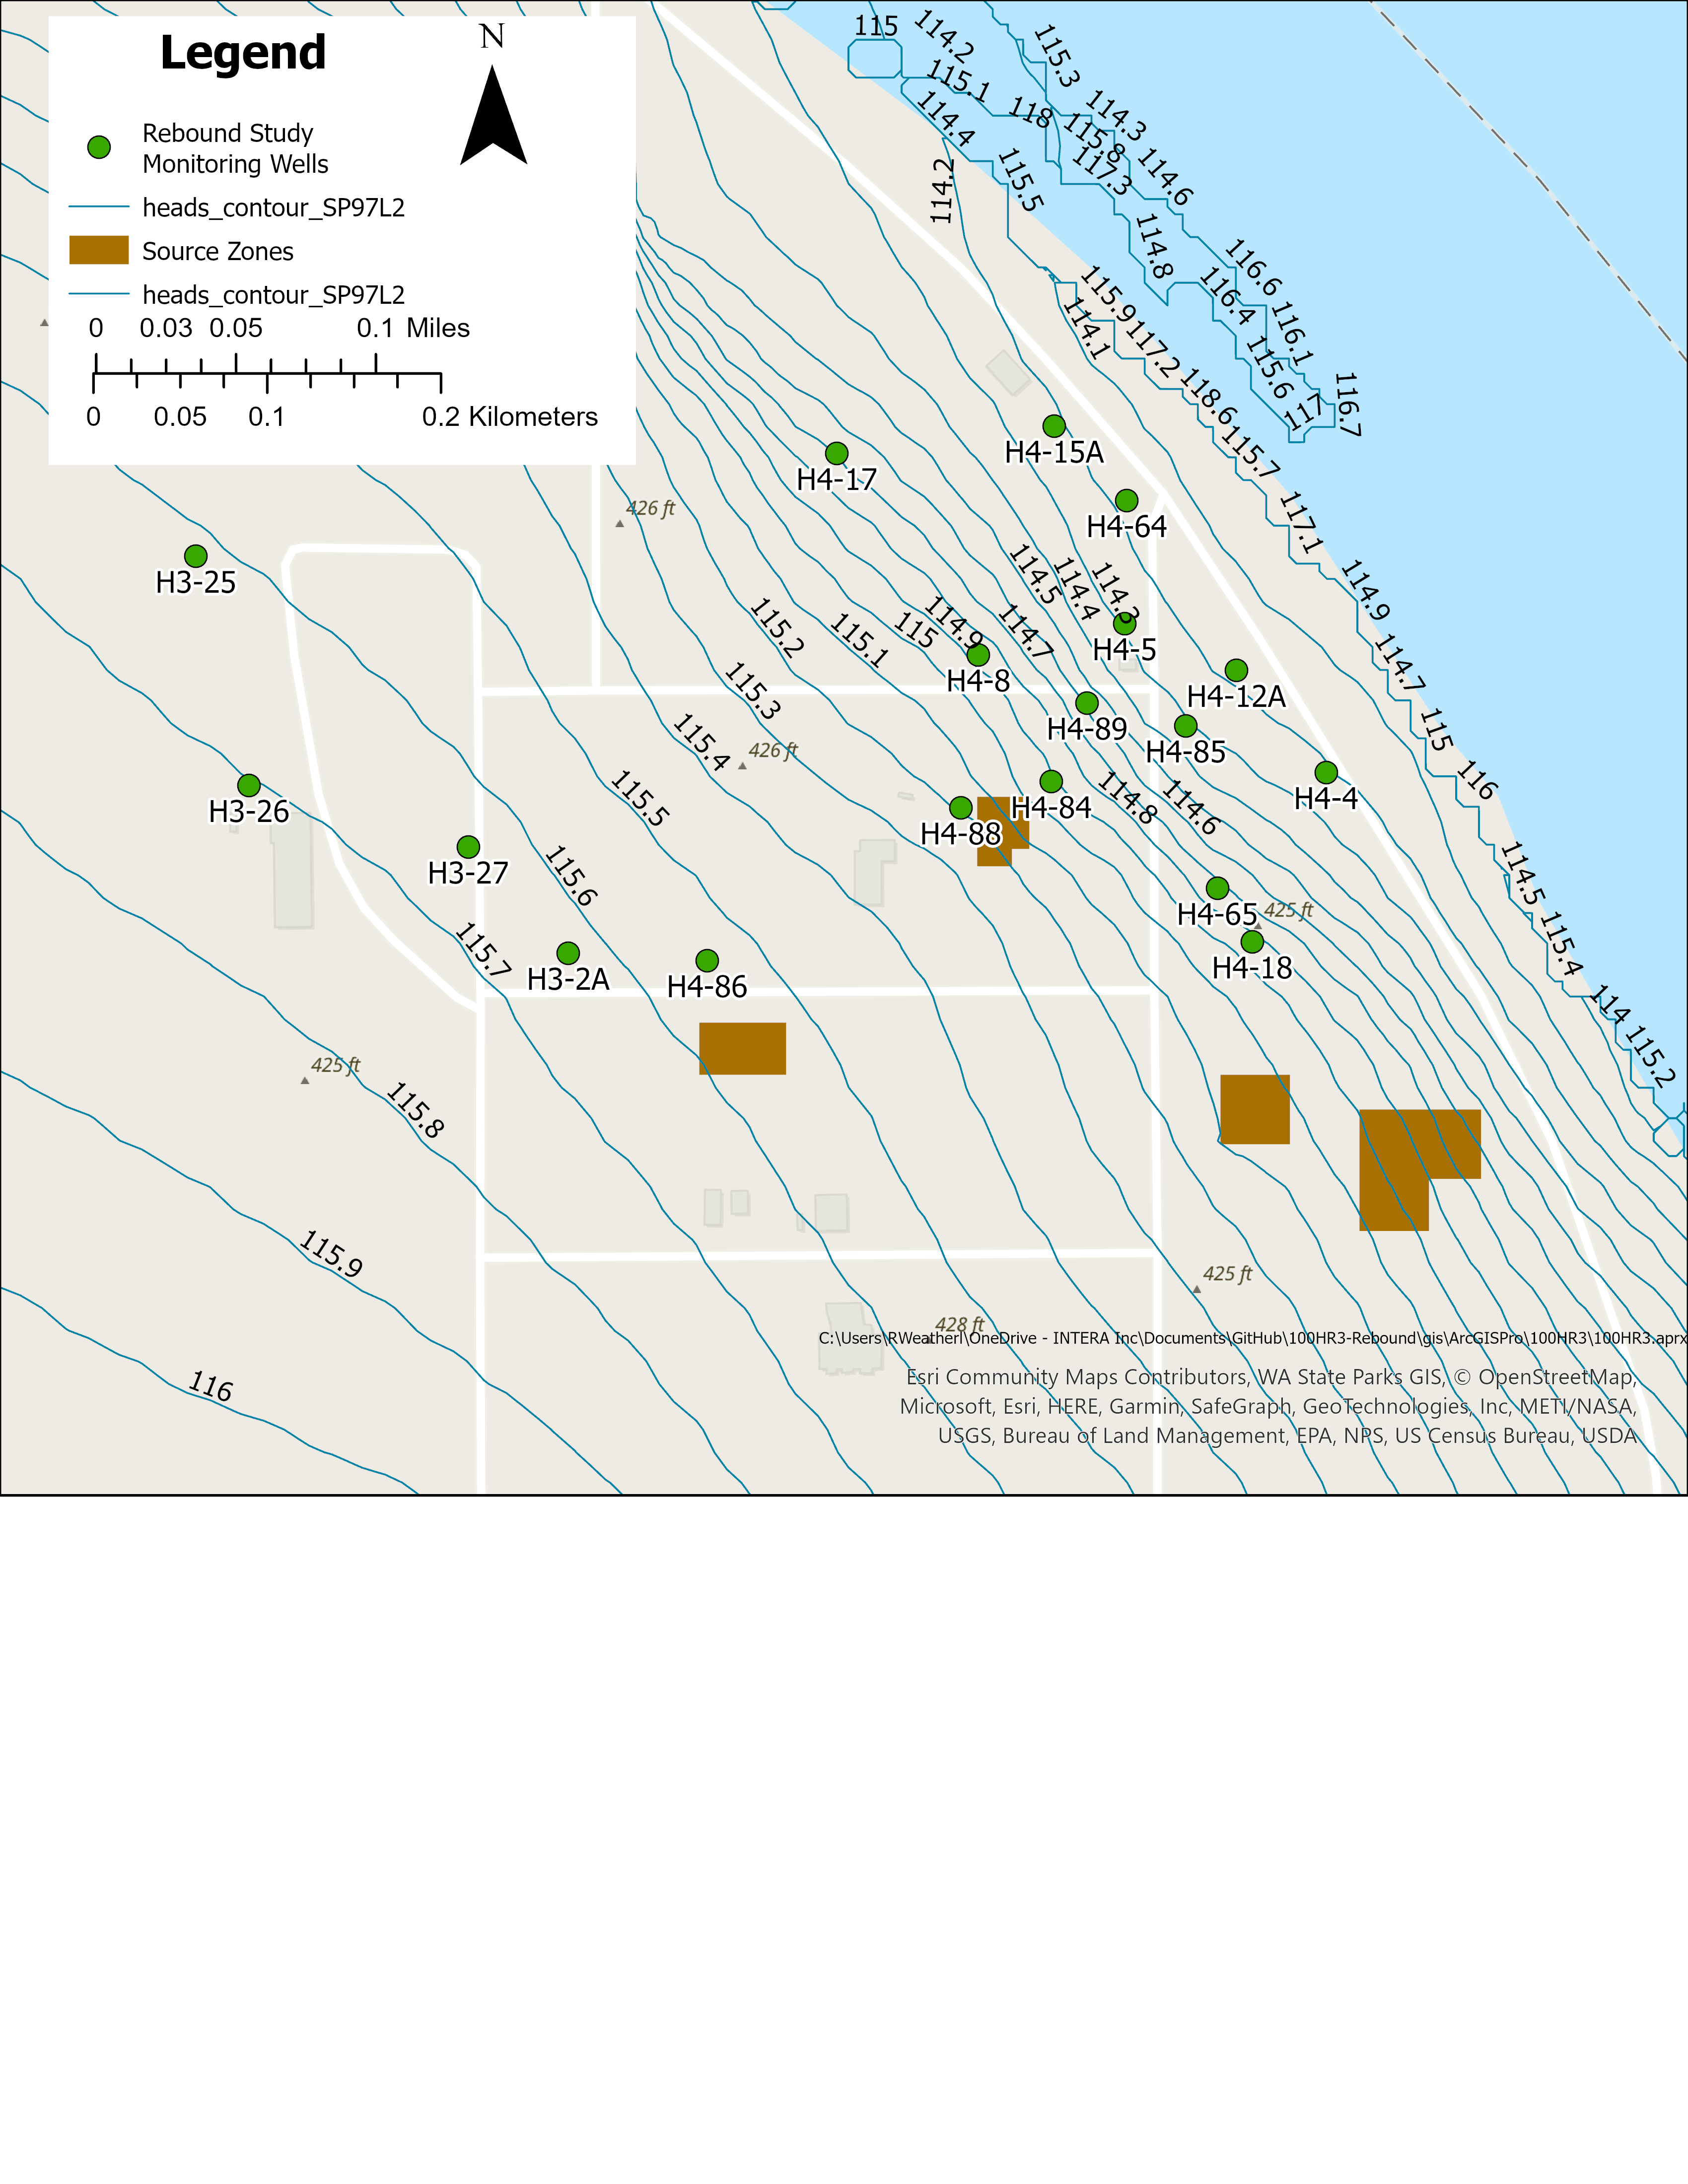 Legend
N
Rebound Study
Monitoring Wells
heads_contour_SP97L2
Source Zones
heads_contour_SP97L2
0 0.03 0.05 0.1 Miles
0 0.05 0.1 0.2 Kilometers
115
114.2
115.3
115.1
118
114.3
114.4
115.8
117.3
114.6
114.2
115.5
114.8
116.6
115.9
116.4
114.1
117.2
116.1
115.6
118.6
117
116.7
115.7
H4-15A
H4-17
426 ft
H4-64
117.1
H3-25
114.5
114.4
114.3
114.9
115.2
115.1
115
114.9
114.7
H4-5
114.7
H4-8
115.3
H4-12A
115.4
426 ft
H4-89
H4-85
115
116
115.5
H3-26
H4-84
114.8
114.6
H4-4
H4-88
115.6
H3-27
114.5
H4-65
425 ft
115.7
H3-2A
H4-86
H4-18
115.4
114
115.2
425 ft
115.8
115.9
425 ft
428 ft
116
C:\Users\RWeatherl\OneDrive - INTERA Inc\Documents\GitHub\100HR3-Rebound\gis\ArcGISPro\100HR3\100HR3.aprx
Esri Community Maps Contributors, WA State Parks GIS, © OpenStreetMap,
Microsoft, Esri, HERE, Garmin, SafeGraph, GeoTechnologies, Inc, METI/NASA,
USGS, Bureau of Land Management, EPA, NPS, US Census Bureau, USDA